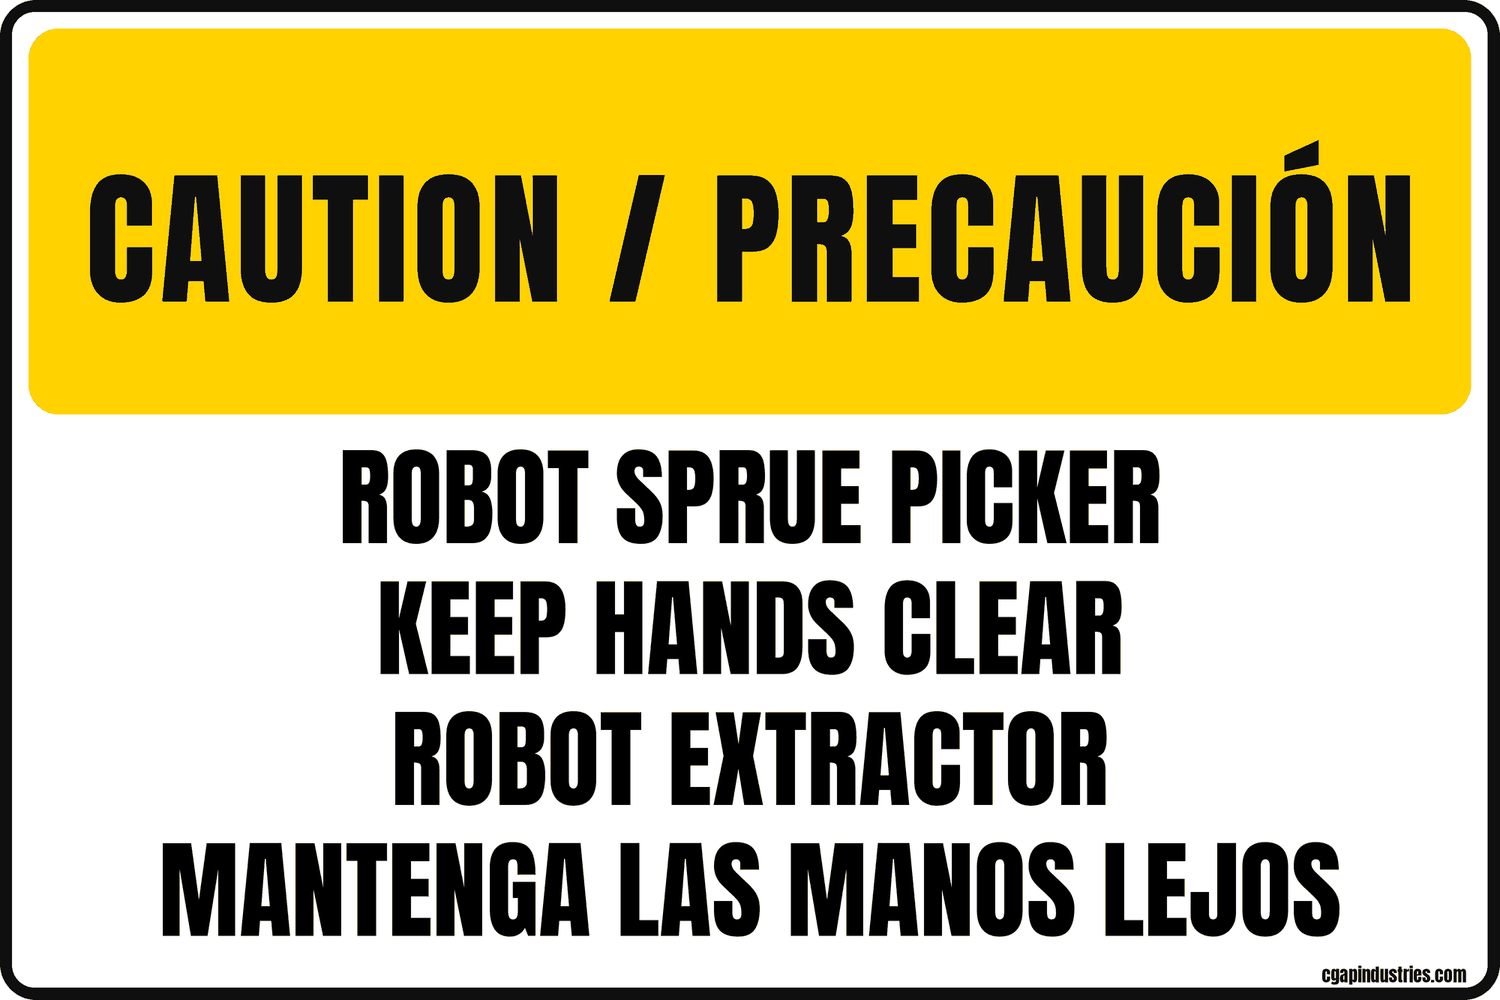 CAUTION / PRECAUCIÓN
ROBOT SPRUE PICKER
KEEP HANDS CLEAR
ROBOT EXTRACTOR
MANTENGA LAS MANOS LEJOS
cgapindustries.com